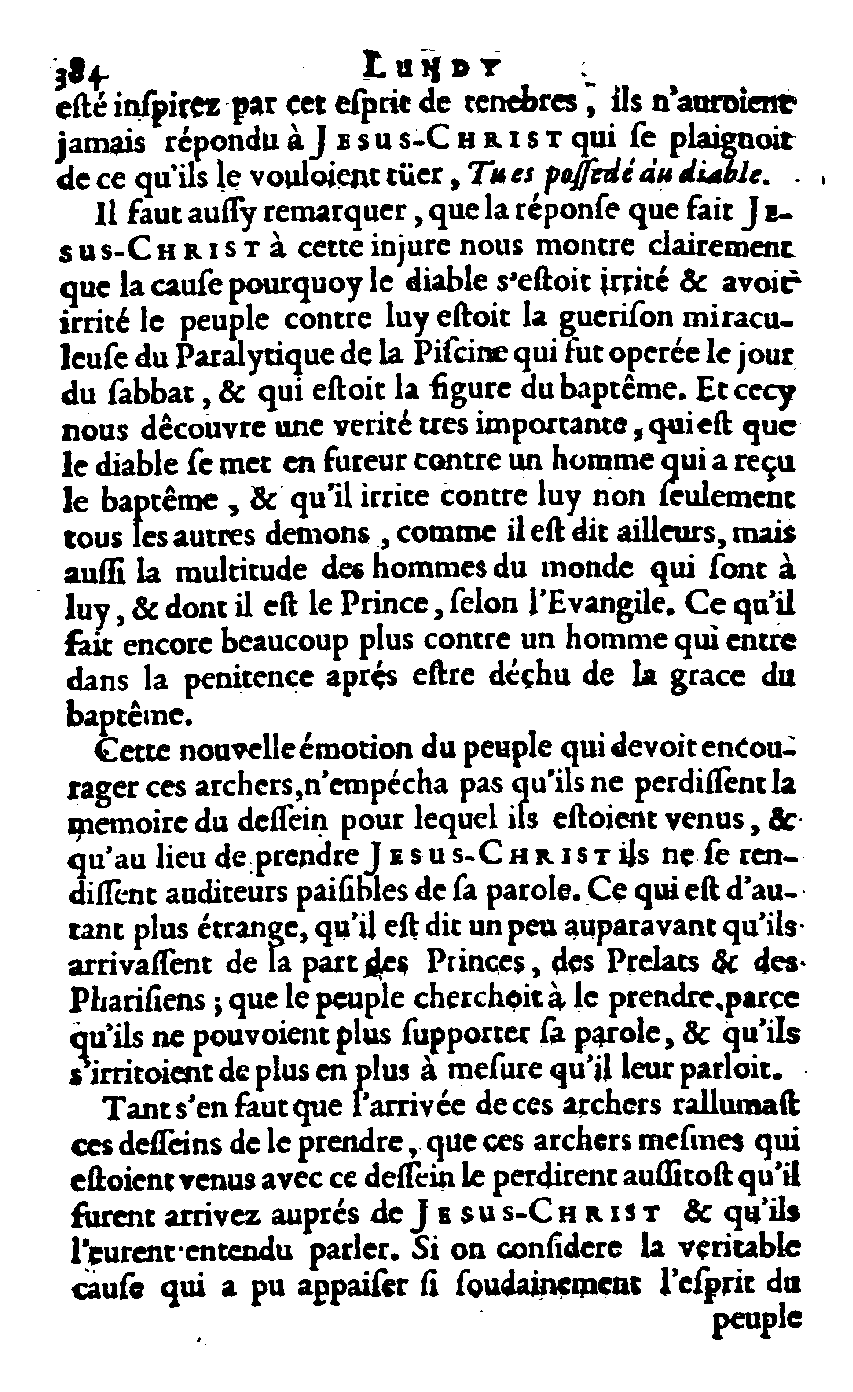 384 LUNDY
esté inſpirez par cet eſprit de tenebres, ils n'auroient
jamais répondu à JESUS-CHRIST qui ſe plaignoit
de ce qu'ils le vouloient tüer, Tu es poſſedé du diable.
Il faut auſſy remarquer, que la réponſe que fait JE-
SUS-CHRIST à cette injure nous montre clairement
que la cauſe pourquoy le diable s'eſtoit irrité & avoit
irrité le peuple contre luy eſtoit la gueriſon miracu-
leuſe du Paralytique de la Piſcine qui fut operée le jour
du ſabbat, & qui eſtoit la figure du baptême. Et cecy
nous découvre une verité tres importante, qui eſt que
le diable ſe met en fureur contre un homme qui a reçu
le baptême, & qu'il irrite contre luy non ſeulement
tous les autres demons, comme il eſt dit ailleurs, mais
auſſi la multitude des hommes du monde qui ſont à
luy, & dont il eſt le Prince, ſelon l'Evangile. Ce qu'il
fait encore beaucoup plus contre un homme qui entre
dans la penitence aprés eſtre déçhu de la grace du
baptême.
Cette nouvelle émotion du peuple qui devoit encou-
rager ces archers, n'empécha pas qu'ils ne perdiſſent la
memoire du deſſein pour lequel ils eſtoient venus, &
qu'au lieu de prendre JESUS-CHRIST ils ne ſe ren-
diſſent auditeurs paiſibles de ſa parole. Ce qui eſt d'au-
tant plus étrange, qu'il eſt dit un peu auparavant qu'ils
arrivaſſent de la part des Princes, des Prelats & des
Phariſiens; que le peuple cherchoit à le prendre, parce
qu'ils ne pouvoient plus ſupporter ſa parole, & qu'ils
s'irritoient de plus en plus à meſure qu'il leur parloit.
Tant s'en faut que l'arrivée de ces archers rallumaſt
ces deſſeins de le prendre, que ces archers meſmes qui
eſtoient venus avec ce deſſein le perdirent auſſitoſt qu'il
furent arrivez auprés de JESUS-CHRIST & qu'ils
l'eurent entendu parler. Si on conſidere la veritable
cauſe qui a pu appaiſer ſi ſoudainement l'eſprit du
peuple